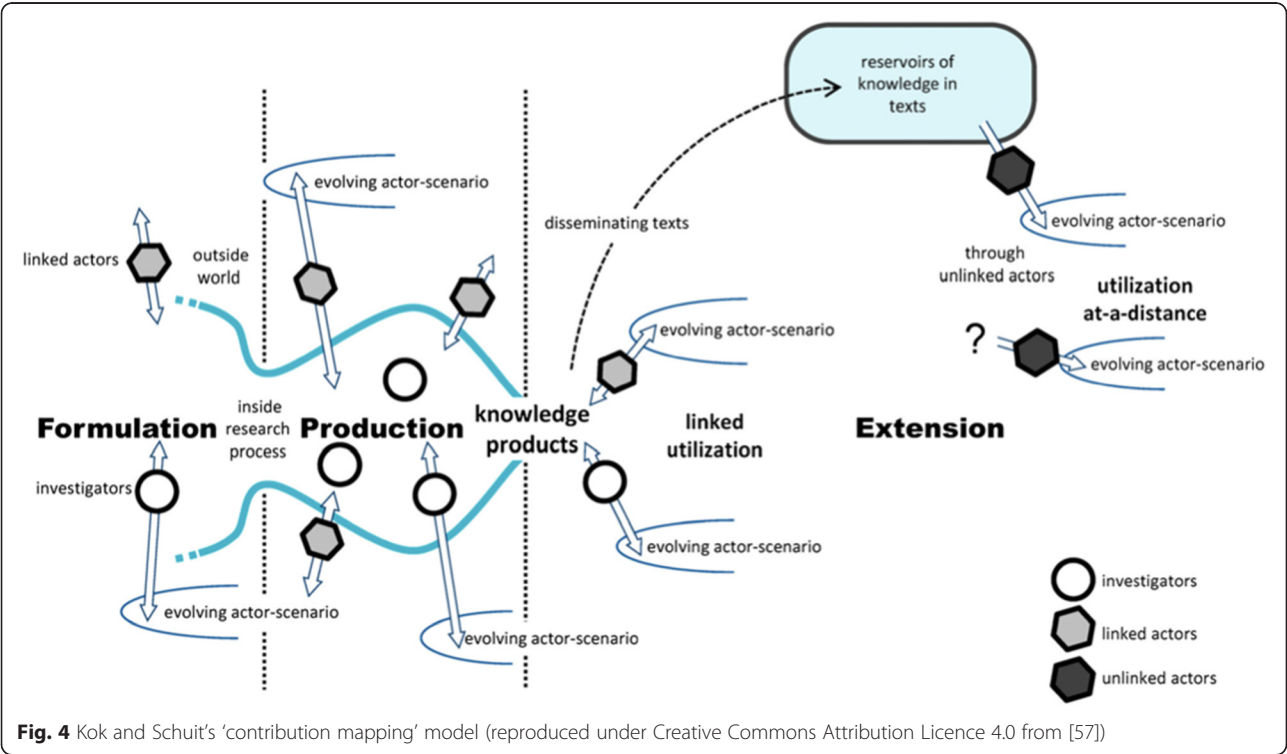 reservoirs of
knowledge in
texts
evolving actor-scenario
evolving actor-scenario
disseminating texts
linked actors
outside
world
through
unlinked actors
utilization
at-a-distance
evolving actor-scenario
?
evolving actor-scenario
Formulation
inside
research
process
Production
knowledge
products
linked
utilization
Extension
investigators
evolving actor-scenario
evolving actor-scenario
evolving actor-scenario
investigators
linked actors
unlinked actors
Fig. 4 Kok and Schuit's 'contribution mapping' model (reproduced under Creative Commons Attribution Licence 4.0 from [57])